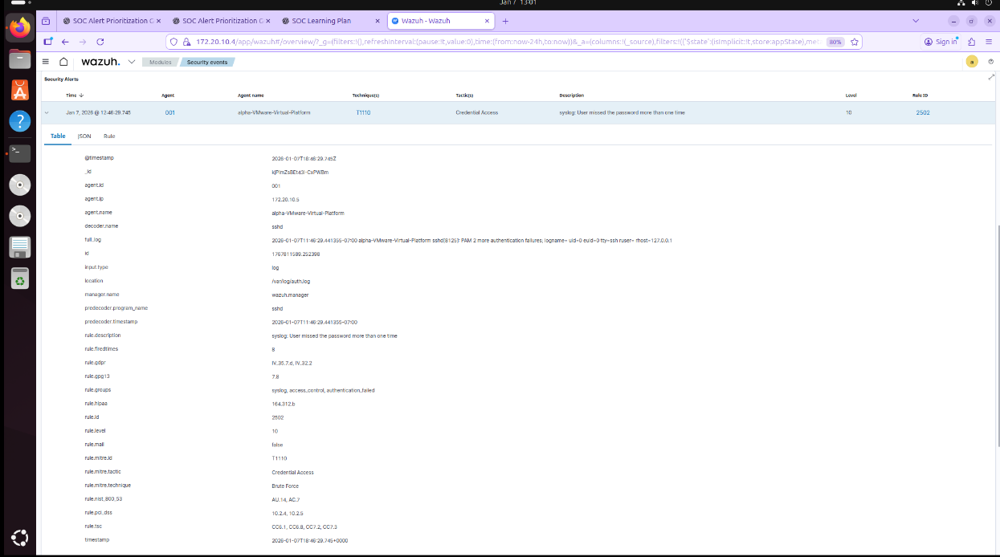 Jan 7 13:01
SOC Alert Prioritization G
SOC Alert Prioritization G
SOC Learning Plan
Wazuh - Wazuh
172.20.10.4/app/wazuh#/overview/?_g=(filters:!(),refreshInterval:(pause:!t,value:0),time:(from:now-24h,to:now))&_a=(columns:!(_source),filters:!(('$state':(isImplicit:!t,store:appState),met
80%
Sign in
wazuh.
Modules
Security events
a
Security Alerts
Time Agent Agent name Technique(s) Tactic(s) Description Level Rule ID
Jan 7, 2026 @ 12:46:29.745 001 alpha-VMware-Virtual-Platform T1110 Credential Access syslog: User missed the password more than one time 10 2502
Table JSON Rule
@timestamp 2026-01-07T18:46:29.745Z
_id
agent.id 001
agent.ip 172.20.10.5
agent.name alpha-VMware-Virtual-Platform
decoder.name sshd
full_log 2026-01-07T11:46:29.441355-07:00 alpha-VMware-Virtual-Platform sshd[8125]: PAM 2 more authentication failures; logname= uid=0 euid=0 tty=ssh ruser= rhost=127.0.0.1
id 1767811589.252398
input.type log
location /var/log/auth.log
manager.name wazuh.manager
predecoder.program_name sshd
predecoder.timestamp 2026-01-07T11:46:29.441355-07:00
rule.description syslog: User missed the password more than one time
rule.firedtimes 8
rule.gdpr IV_35.7.d, IV_32.2
rule.gpg13 7.8
rule.groups syslog, access_control, authentication_failed
rule.hipaa 164.312.b
rule.id 2502
rule.level 10
rule.mail false
rule.mitre.id T1110
rule.mitre.tactic Credential Access
rule.mitre.technique Brute Force
rule.nist_800_53 AU.14, AC.7
rule.pci_dss 10.2.4, 10.2.5
rule.tsc CC6.1, CC6.8, CC7.2, CC7.3
timestamp 2026-01-07T18:46:29.745+0000